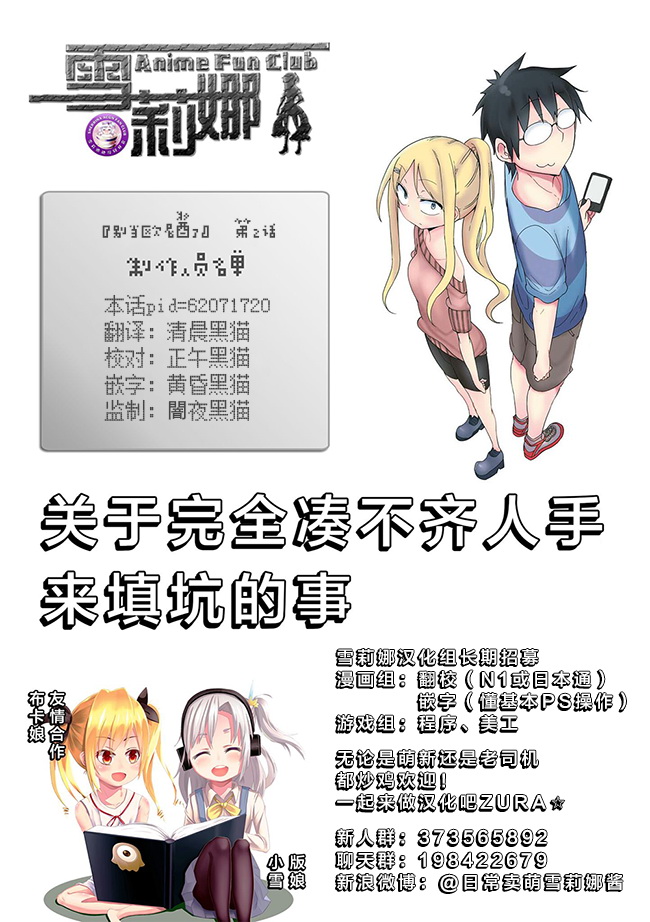 Anime Fun Club
雪莉娜
『别当欧尼酱了』 第2话
制作人员名单
本话pid=62071720
翻译：清晨黑猫
校对：正午黑猫
嵌字：黄昏黑猫
监制：闇夜黑猫
关于完全凑不齐人手
来填坑的事
雪莉娜汉化组长期招募
漫画组：翻校（N1或日本通）
嵌字（懂基本PS操作）
游戏组：程序、美工
无论是萌新还是老司机
都炒鸡欢迎！
一起来做汉化吧ZURA☆
新人群：373565892
聊天群：198422679
新浪微博：@日常卖萌雪莉娜酱
友情合作
布卡娘
小版
雪娘